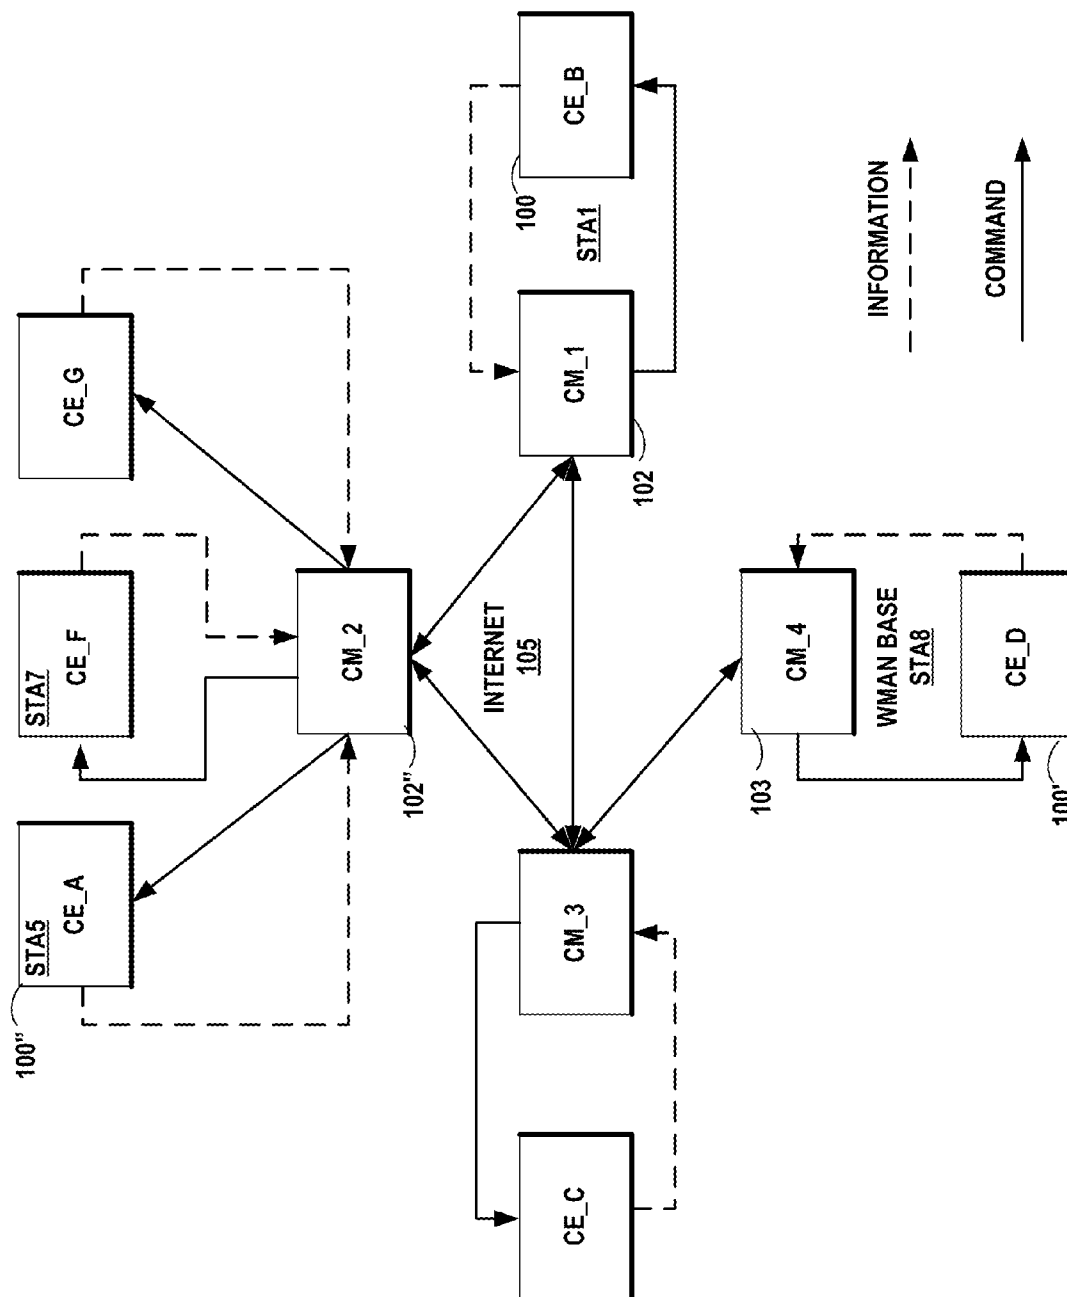 STA5
CE_A
100"
STA7
CE_F
CE_G
CM_2
102"
INTERNET
105
CE_C
CM_3
CM_1
102
STA1
CE_B
100
CM_4
103
WMAN BASE
STA8
CE_D
100'
INFORMATION
COMMAND